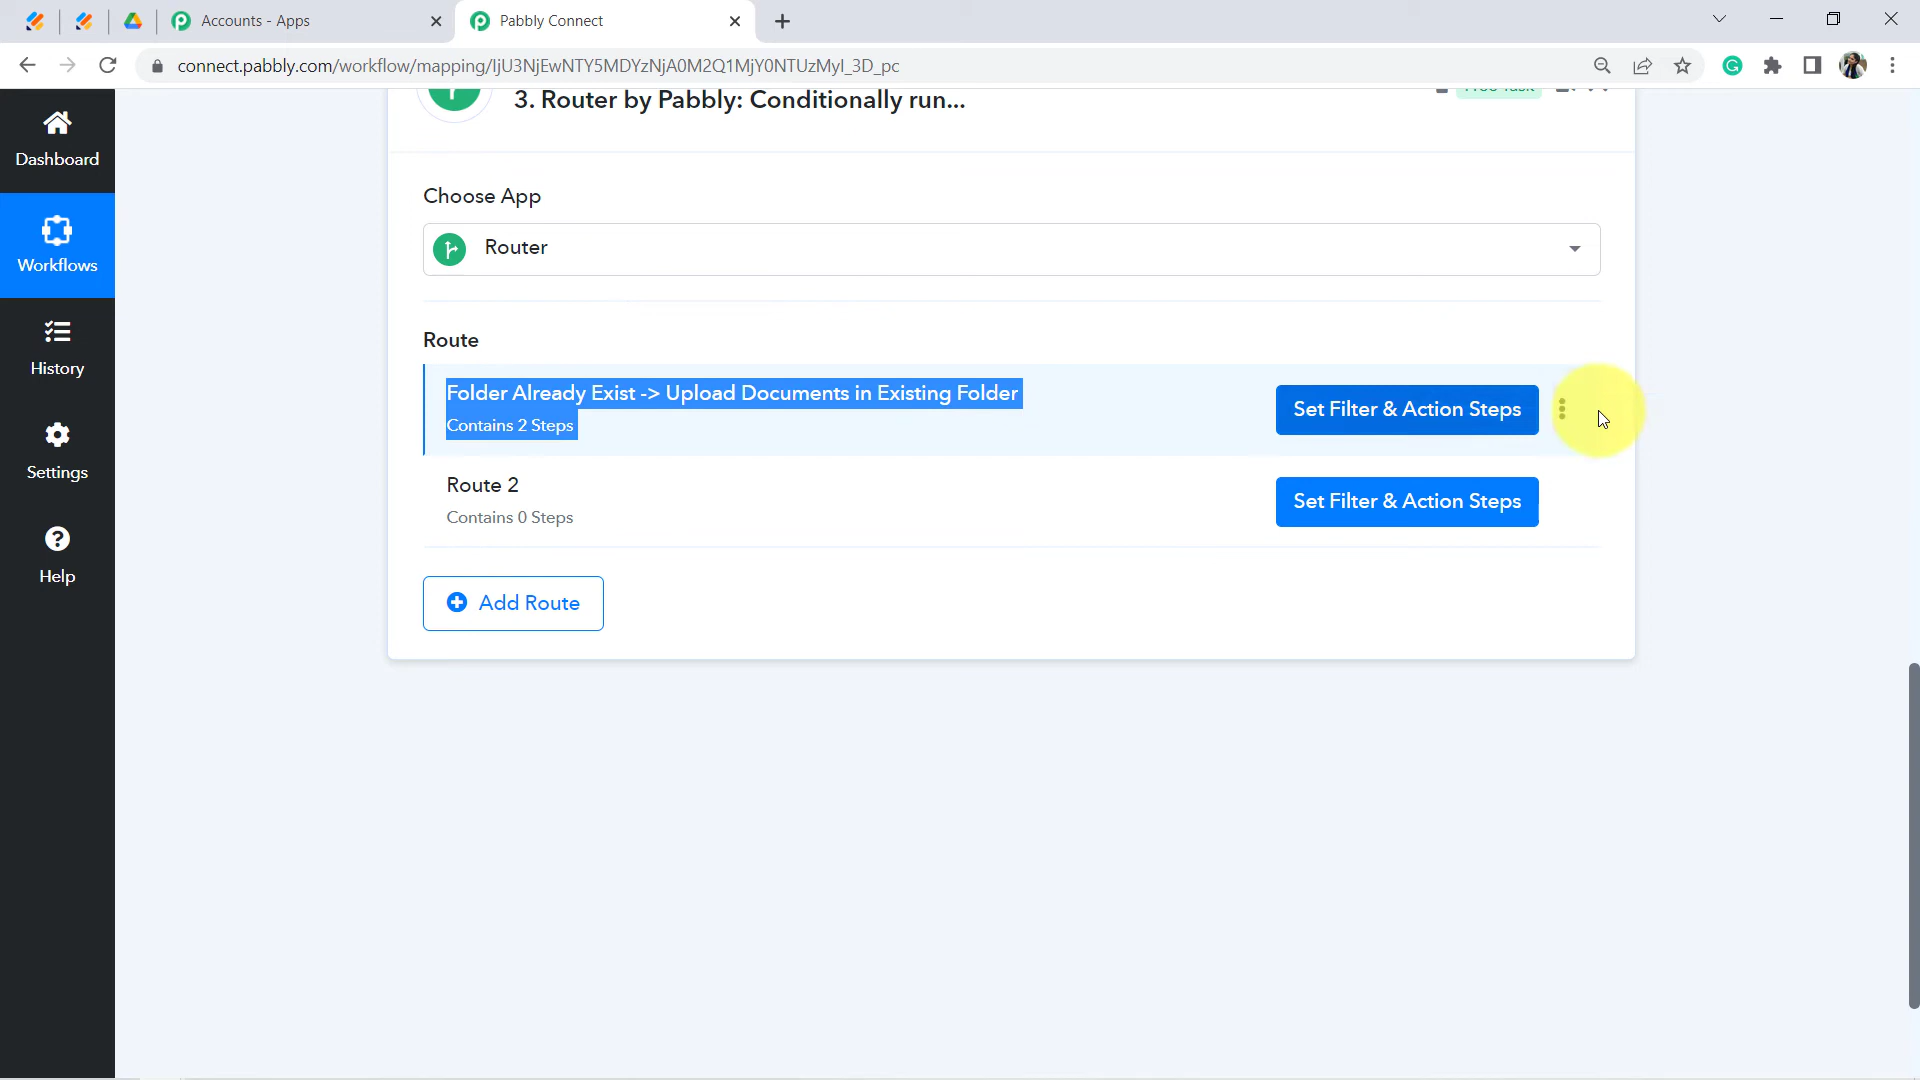 Accounts - Apps
Pabbly Connect
connect.pabbly.com/workflow/mapping/IjU3NjEwNTY5MDYzNjA0M2Q1MjY0NTUzMyI_3D_pc
3. Router by Pabbly: Conditionally run...
Free Task
Dashboard
Workflows
History
Settings
Help
Choose App
Router
Route
Folder Already Exist -> Upload Documents in Existing Folder
Contains 2 Steps
Set Filter & Action Steps
Route 2
Contains 0 Steps
Set Filter & Action Steps
Add Route